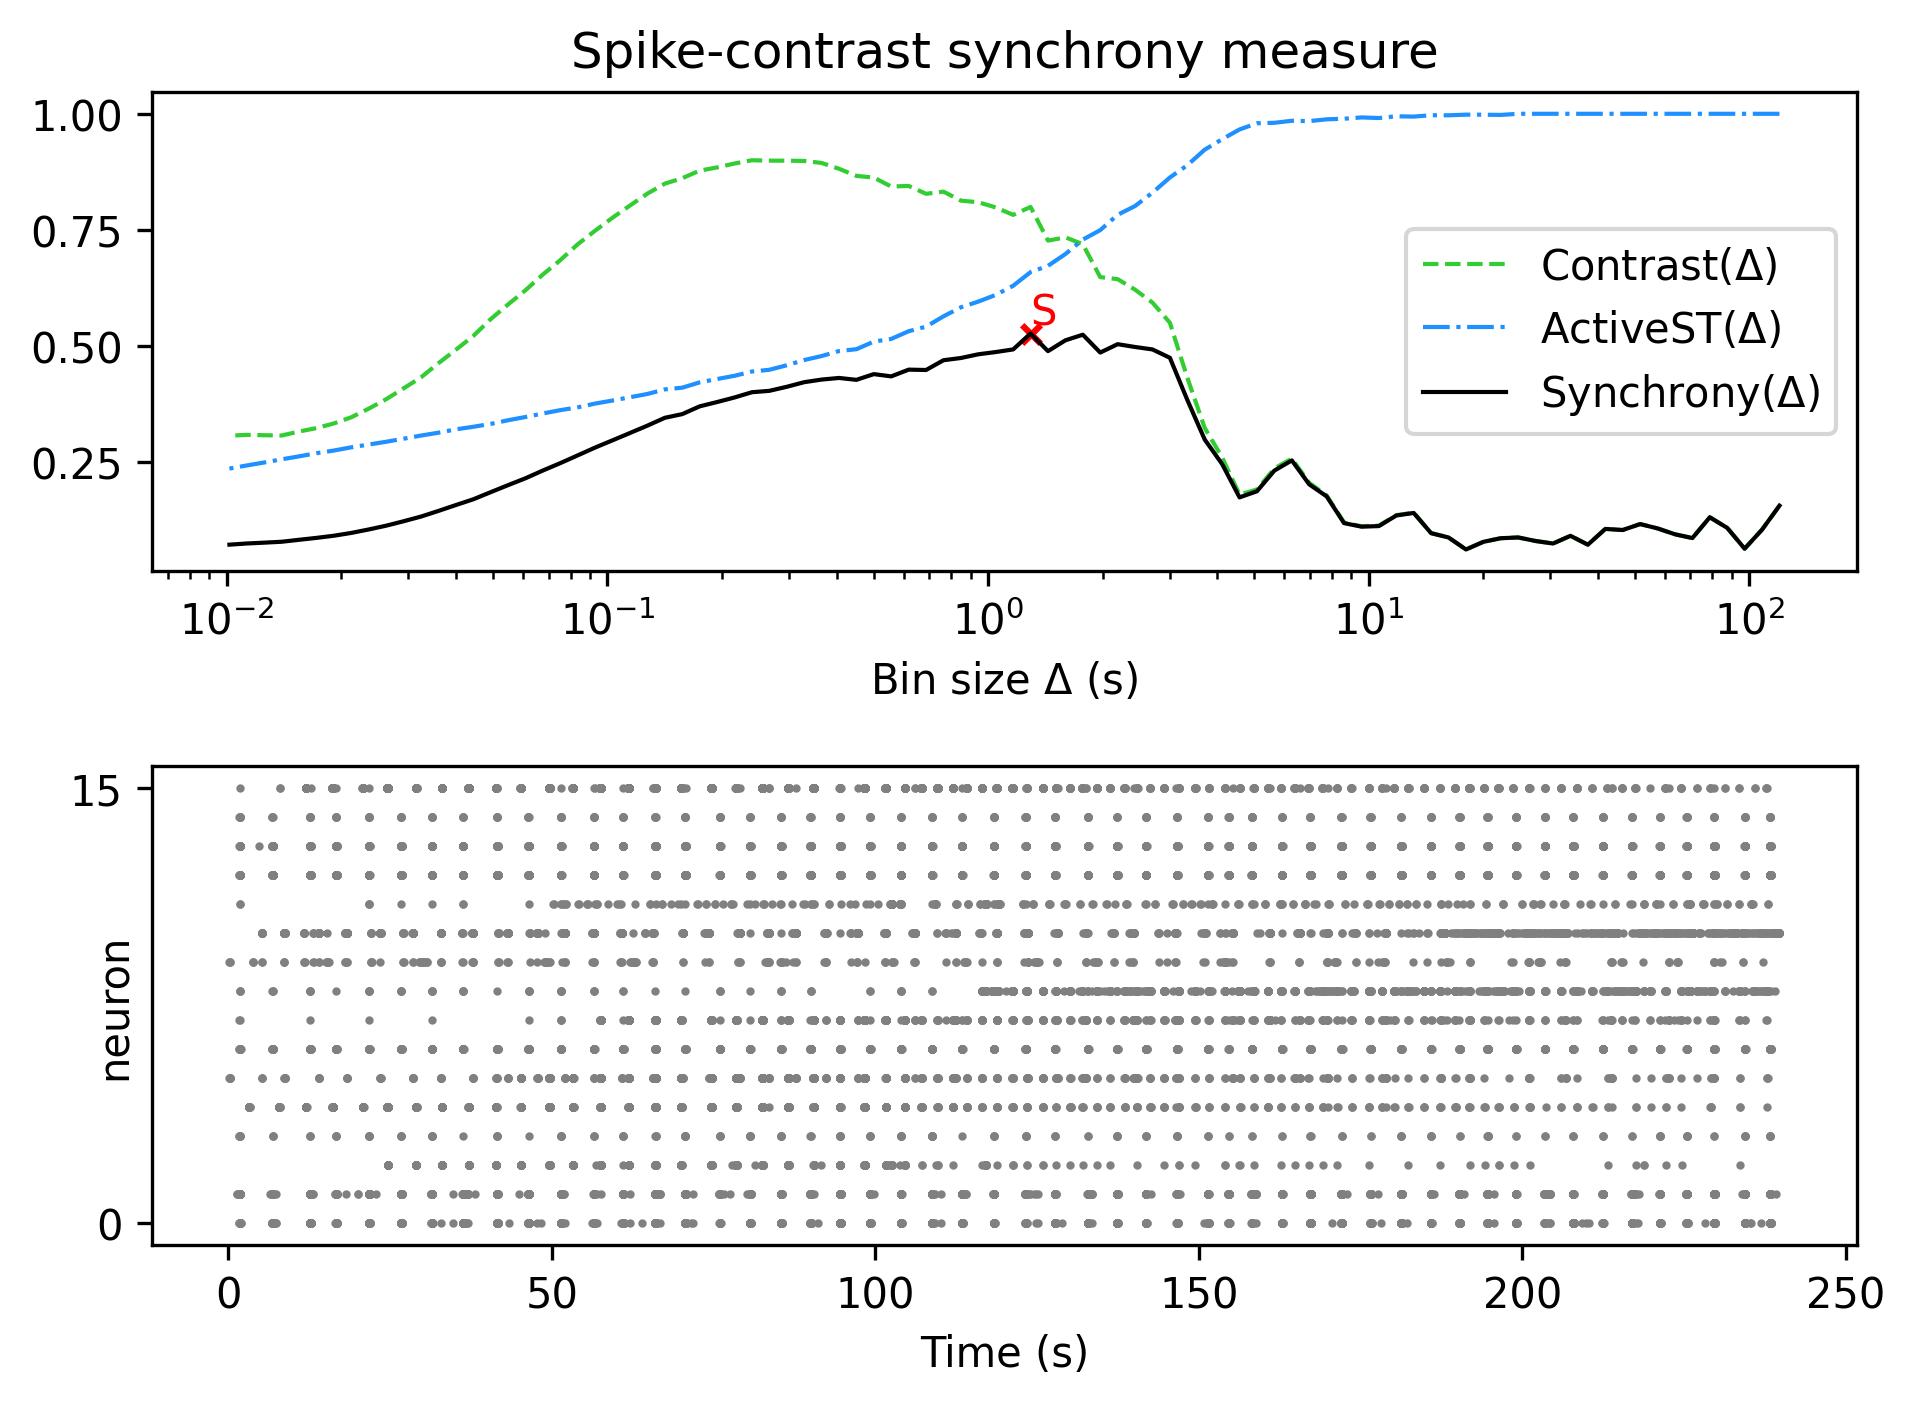 Spike-contrast synchrony measure
1.00
0.75
0.50
0.25
S
Contrast(Δ)
ActiveST(Δ)
Synchrony(Δ)
10⁻² 10⁻¹ 10⁰ 10¹ 10²
Bin size Δ (s)
15
neuron
0
0 50 100 150 200 250
Time (s)